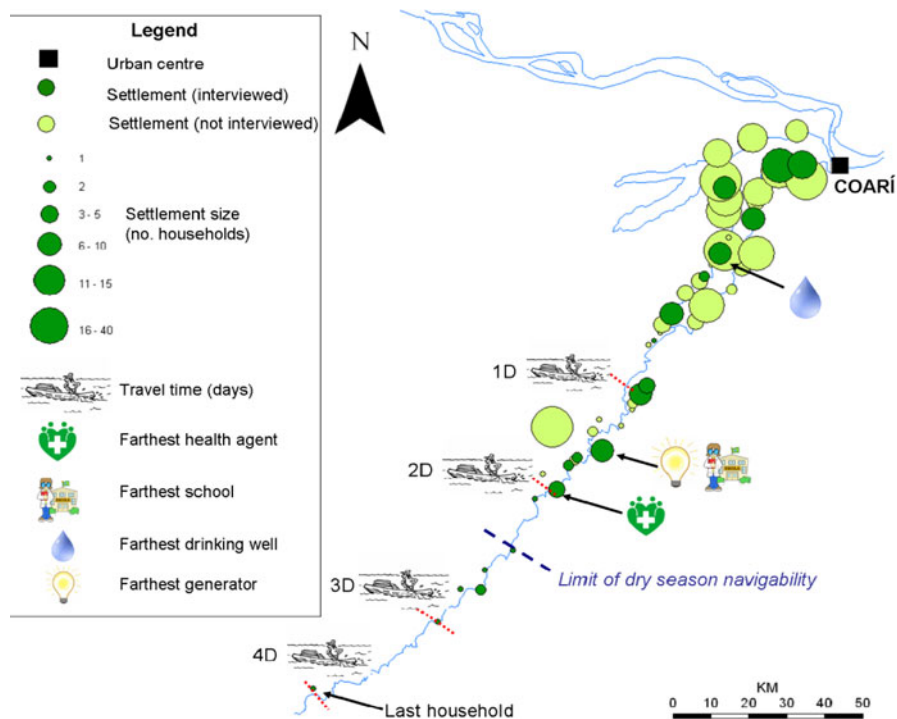 Legend
Urban centre
Settlement (interviewed)
Settlement (not interviewed)
1
2
3 - 5
6 - 10
11 - 15
16 - 40
Settlement size
(no. households)
Travel time (days)
Farthest health agent
Farthest school
Farthest drinking well
Farthest generator
N
COARÍ
1D
2D
3D
4D
Limit of dry season navigability
Last household
KM
0 10 20 30 40 50